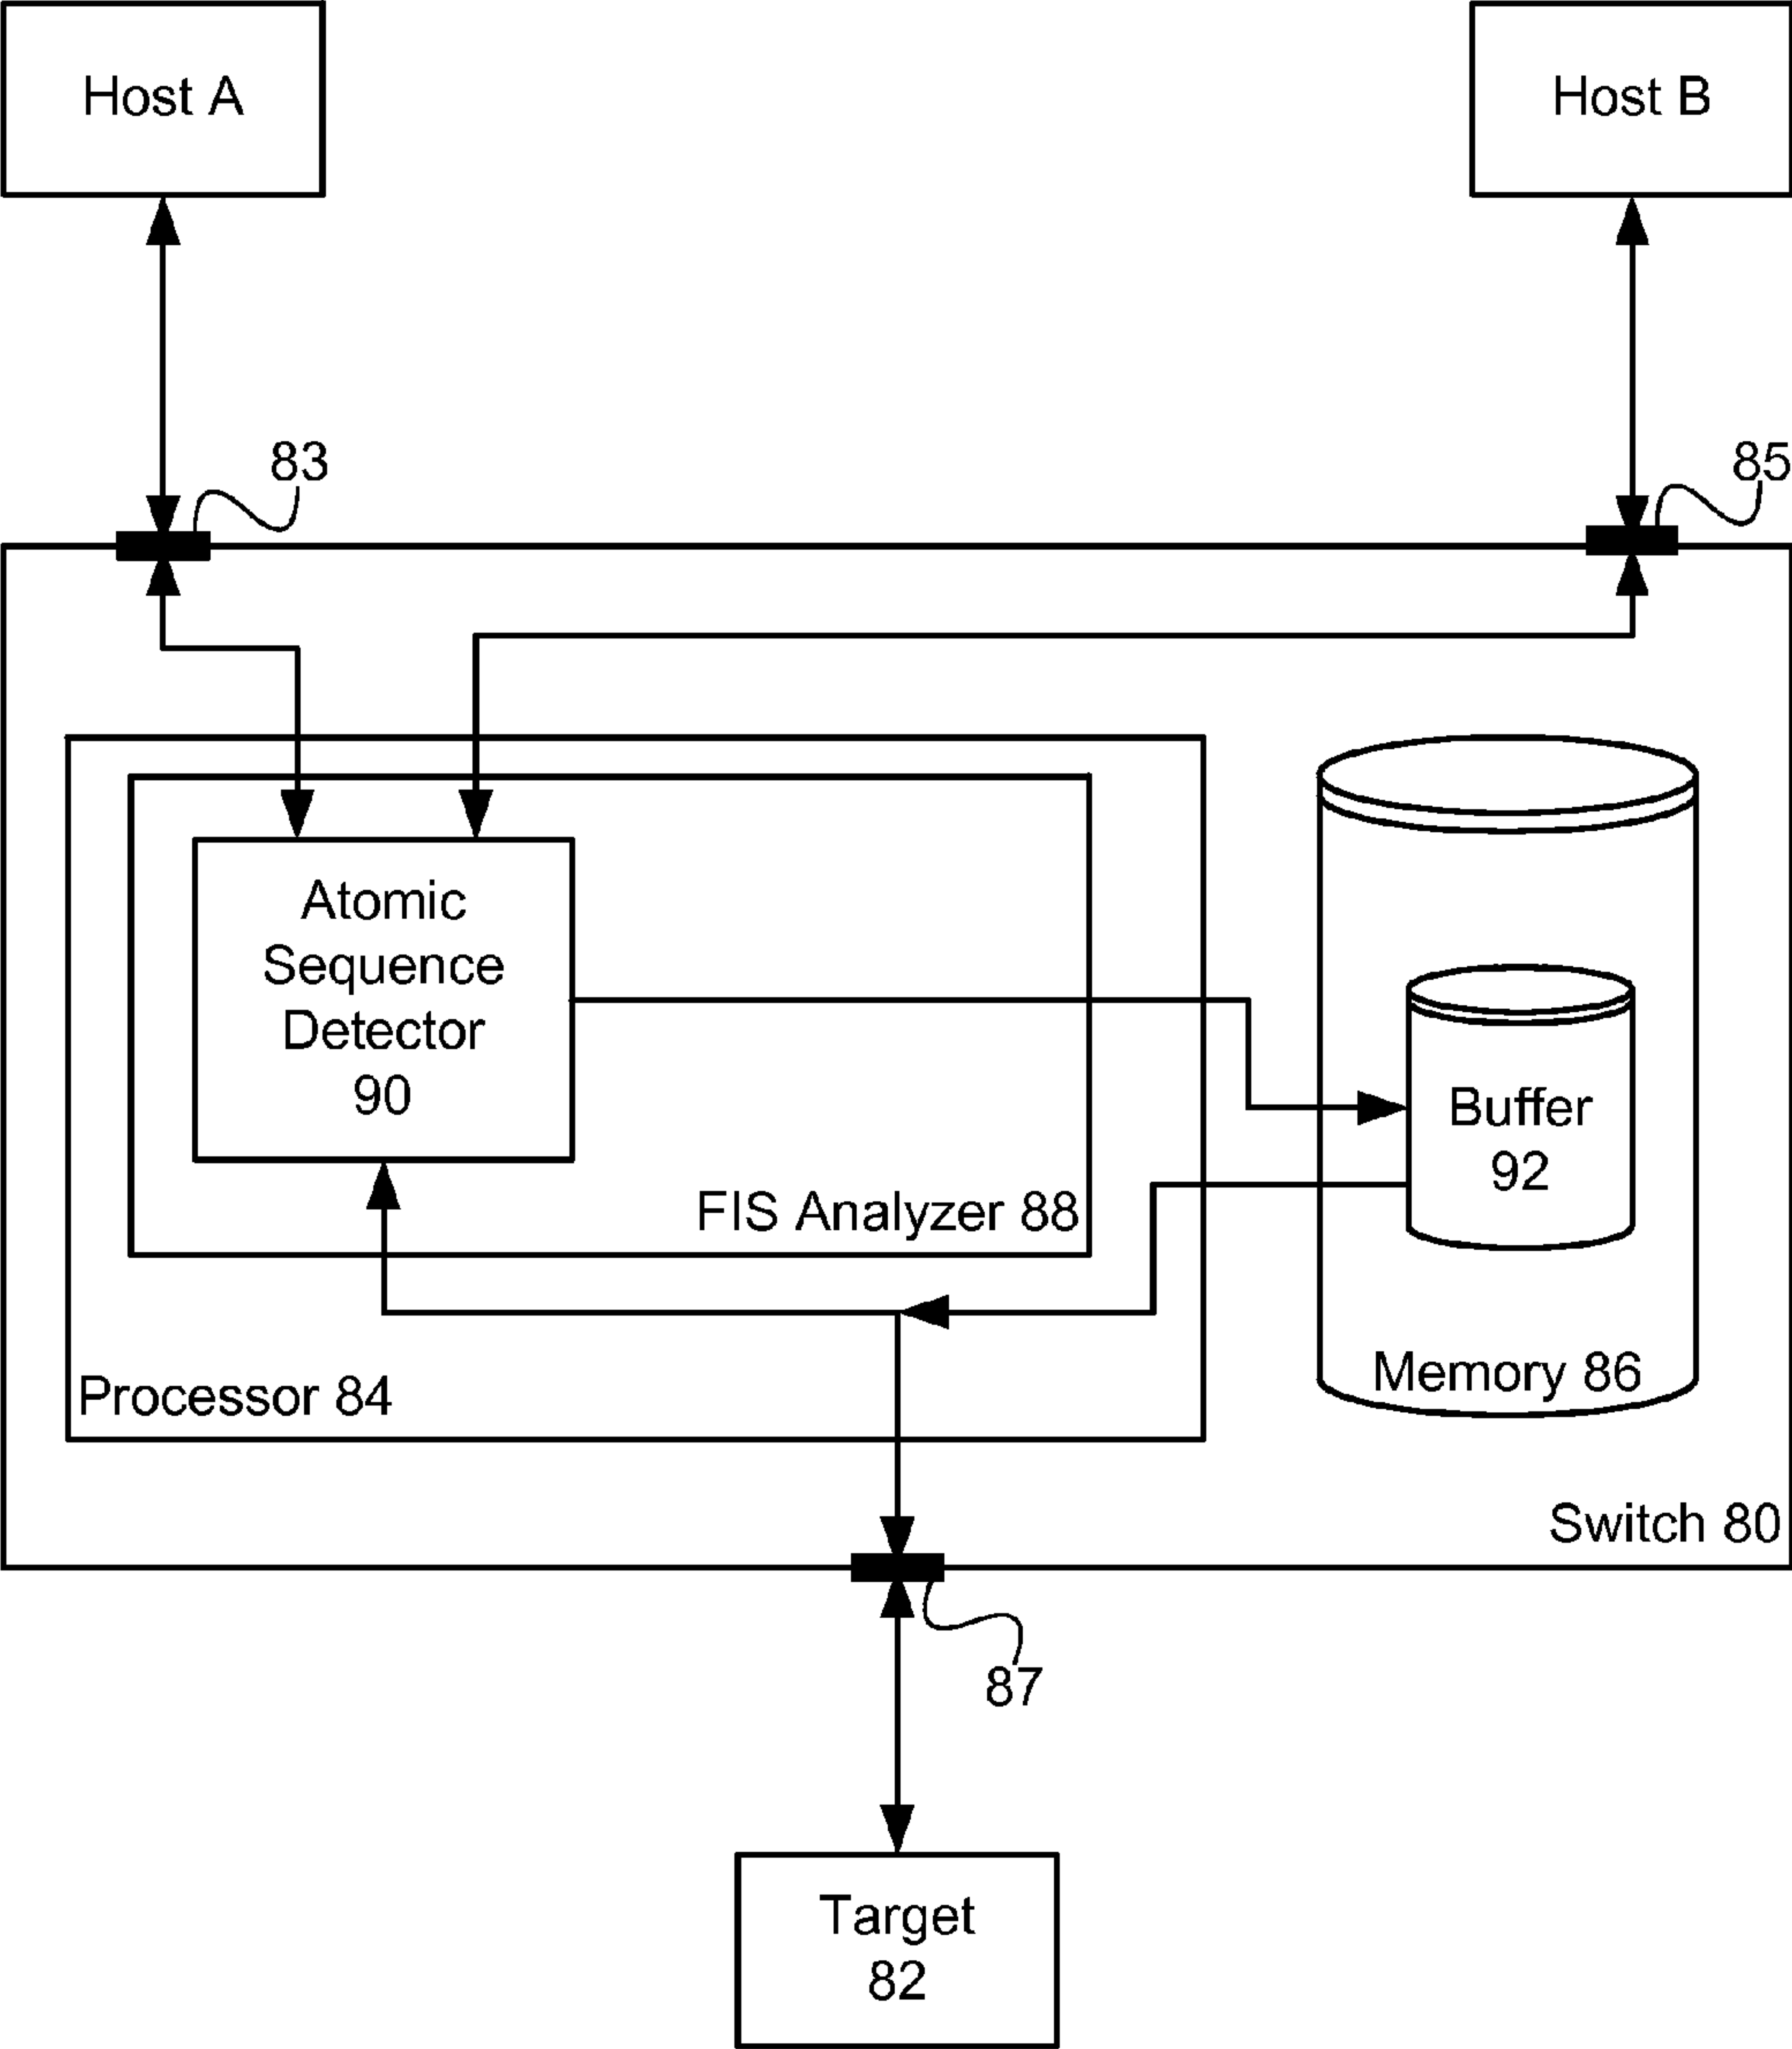 Host A
Host B
83
85
Atomic
Sequence
Detector
90
Buffer
92
FIS Analyzer 88
Memory 86
Processor 84
Switch 80
87
Target
82